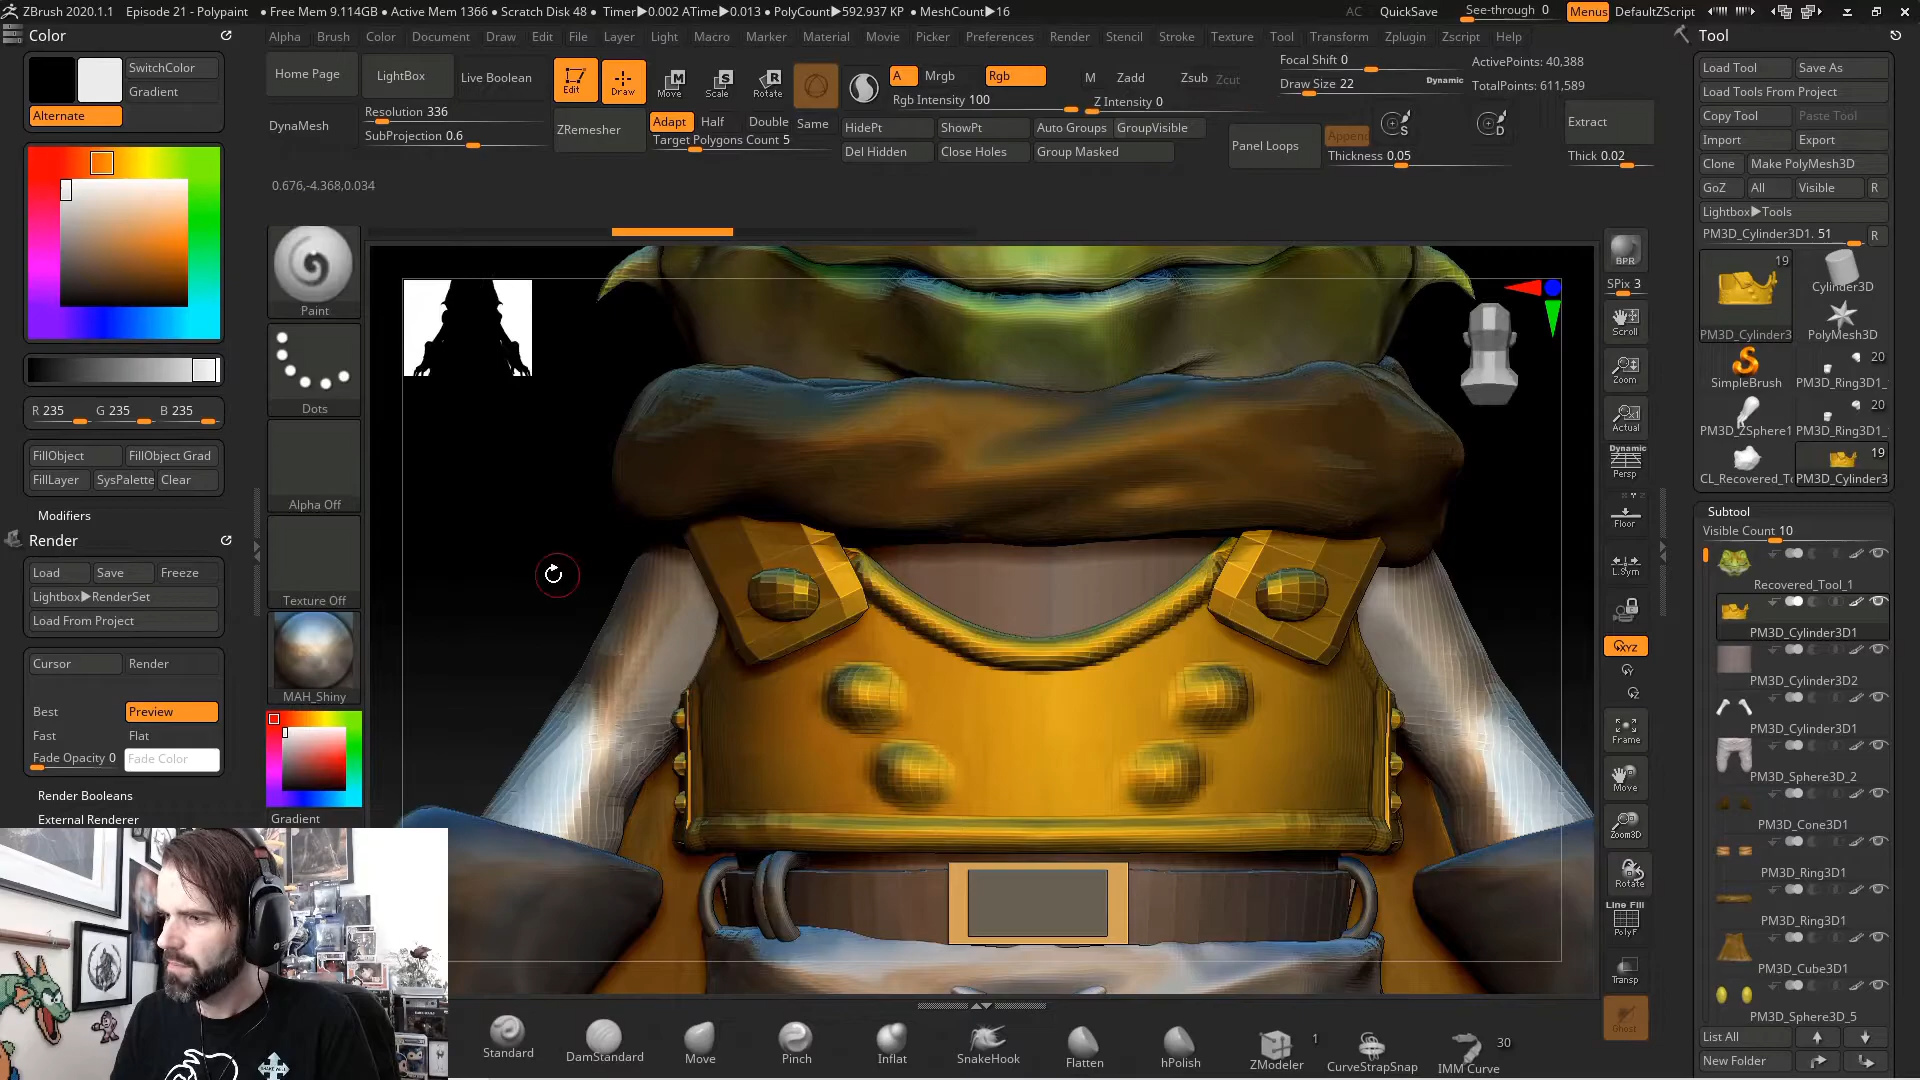 ZBrush 2020.1.1 Episode 21 - Polypaint • Free Mem 9.114GB • Active Mem 1366 • Scratch Disk 48 • Timer▶0.002 ATime▶0.013 • PolyCount▶592.937 KP • MeshCount▶16 AC QuickSave See-through 0 Menus DefaultZScript
Color
Alpha Brush Color Document Draw Edit File Layer Light Macro Marker Material Movie Picker Preferences Render Stencil Stroke Texture Tool Transform Zplugin Zscript Help
Tool
SwitchColor
Gradient
Alternate
Home Page LightBox Live Boolean
Edit Draw Move Scale Rotate
A Mrgb Rgb M Zadd Zsub Zcut
Rgb Intensity 100 Z Intensity 0
Focal Shift 0
Draw Size 22 Dynamic
ActivePoints: 40,388
TotalPoints: 611,589
DynaMesh
Resolution 336
SubProjection 0.6
ZRemesher
Adapt Half Double Same
Target Polygons Count 5
HidePt ShowPt Auto Groups GroupVisible
Del Hidden Close Holes Group Masked
Panel Loops
Append
Thickness 0.05
S D
Extract
Thick 0.02
0.676,-4.368,0.034
Load Tool Save As
Load Tools From Project
Copy Tool Paste Tool
Import Export
Clone Make PolyMesh3D
GoZ All Visible R
Lightbox▶Tools
PM3D_Cylinder3D1. 51 R
19
PM3D_Cylinder3
Cylinder3D
PolyMesh3D
SimpleBrush
20
PM3D_Ring3D1_
PM3D_ZSphere1
20
PM3D_Ring3D1_
CL_Recovered_To
19
PM3D_Cylinder3
Subtool
Visible Count 10
Recovered_Tool_1
PM3D_Cylinder3D1
PM3D_Cylinder3D2
PM3D_Cylinder3D1
PM3D_Sphere3D_2
PM3D_Cone3D1
PM3D_Ring3D1
PM3D_Ring3D1
PM3D_Cube3D1
PM3D_Sphere3D_5
List All
New Folder
R 235 G 235 B 235
FillObject FillObject Grad
FillLayer SysPalette Clear
Modifiers
Render
Load Save Freeze
Lightbox▶RenderSet
Load From Project
Cursor Render
Best Preview
Fast Flat
Fade Opacity 0 Fade Color
Render Booleans
External Renderer
Paint
Dots
Alpha Off
Texture Off
MAH_Shiny
Gradient
BPR
SPix 3
Scroll
Zoom
Actual
Dynamic
Persp
Floor
L.Sym
XYZ
Frame
Move
Zoom3D
Rotate
Line Fill
PolyF
Transp
Ghost
Standard DamStandard Move Pinch Inflat SnakeHook Flatten hPolish ZModeler 1 CurveStrapSnap IMM Curve 30